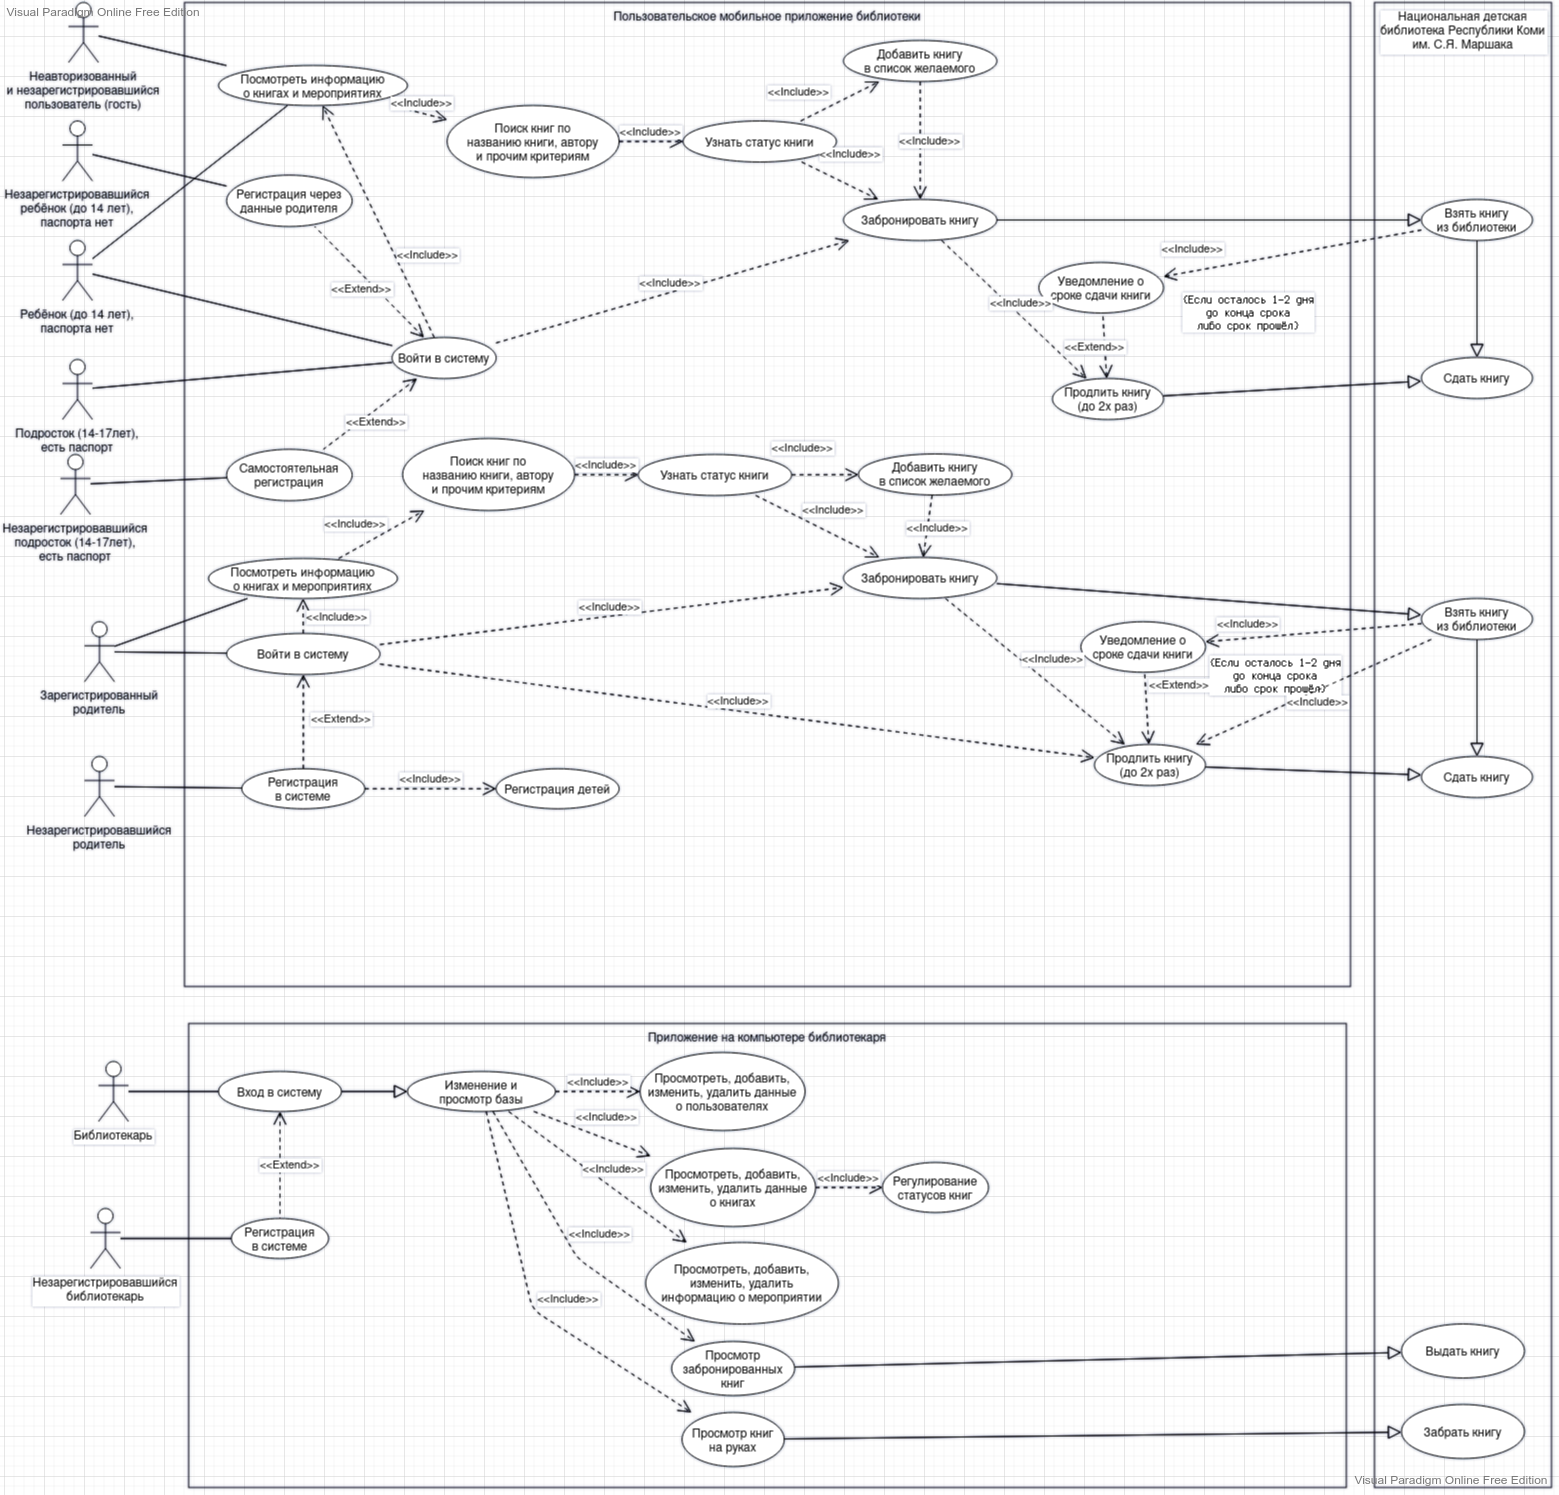 Visual Paradigm Online Free Edition
Пользовательское мобильное приложение библиотеки
Национальная детская
библиотека Республики Коми
им. С.Я. Маршака
Неавторизованный
и незарегистрировавшийся
пользователь (гость)
Посмотреть информацию
о книгах и мероприятиях
<<Include>>
Поиск книг по
названию книги, автору
и прочим критериям
<<Include>>
Узнать статус книги
<<Include>>
Добавить книгу
в список желаемого
<<Include>>
<<Include>>
Незарегистрировавшийся
ребёнок (до 14 лет),
паспорта нет
Регистрация через
данные родителя
Забронировать книгу
Взять книгу
из библиотеки
<<Include>>
<<Extend>>
<<Include>>
<<Include>>
Уведомление о
сроке сдачи книги
<<Include>>
(Если осталось 1-2 дня
до конца срока
либо срок прошёл)
Ребёнок (до 14 лет),
паспорта нет
Войти в систему
<<Extend>>
Продлить книгу
(до 2х раз)
Сдать книгу
Подросток (14-17лет),
есть паспорт
<<Extend>>
Самостоятельная
регистрация
Поиск книг по
названию книги, автору
и прочим критериям
<<Include>>
Узнать статус книги
<<Include>>
Добавить книгу
в список желаемого
<<Include>>
<<Include>>
Незарегистрировавшийся
подросток (14-17лет),
есть паспорт
<<Include>>
Посмотреть информацию
о книгах и мероприятиях
<<Include>>
<<Include>>
Забронировать книгу
Взять книгу
из библиотеки
<<Include>>
Войти в систему
<<Include>>
Уведомление о
сроке сдачи книги
(Если осталось 1-2 дня
до конца срока
либо срок прошёл)
<<Extend>>
<<Include>>
Зарегистрированный
родитель
<<Extend>>
<<Include>>
Продлить книгу
(до 2х раз)
Сдать книгу
Регистрация
в системе
<<Include>>
Регистрация детей
Незарегистрировавшийся
родитель
Приложение на компьютере библиотекаря
Библиотекарь
Вход в систему
Изменение и
просмотр базы
<<Include>>
Просмотреть, добавить,
изменить, удалить данные
о пользователях
<<Include>>
<<Extend>>
<<Include>>
Просмотреть, добавить,
изменить, удалить данные
о книгах
<<Include>>
Регулирование
статусов книг
Регистрация
в системе
<<Include>>
Незарегистрировавшийся
библиотекарь
Просмотреть, добавить,
изменить, удалить
информацию о мероприятии
<<Include>>
Просмотр
забронированных
книг
Выдать книгу
Просмотр книг
на руках
Забрать книгу
Visual Paradigm Online Free Edition